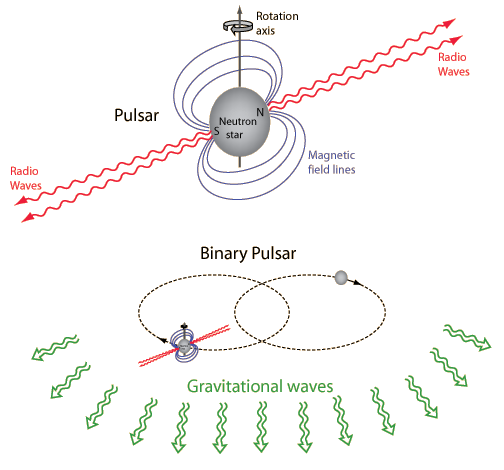 Rotation
axis
Radio
Waves
Pulsar
N
Neutron
S
star
Magnetic
field lines
Radio
Waves
Binary Pulsar
Gravitational waves